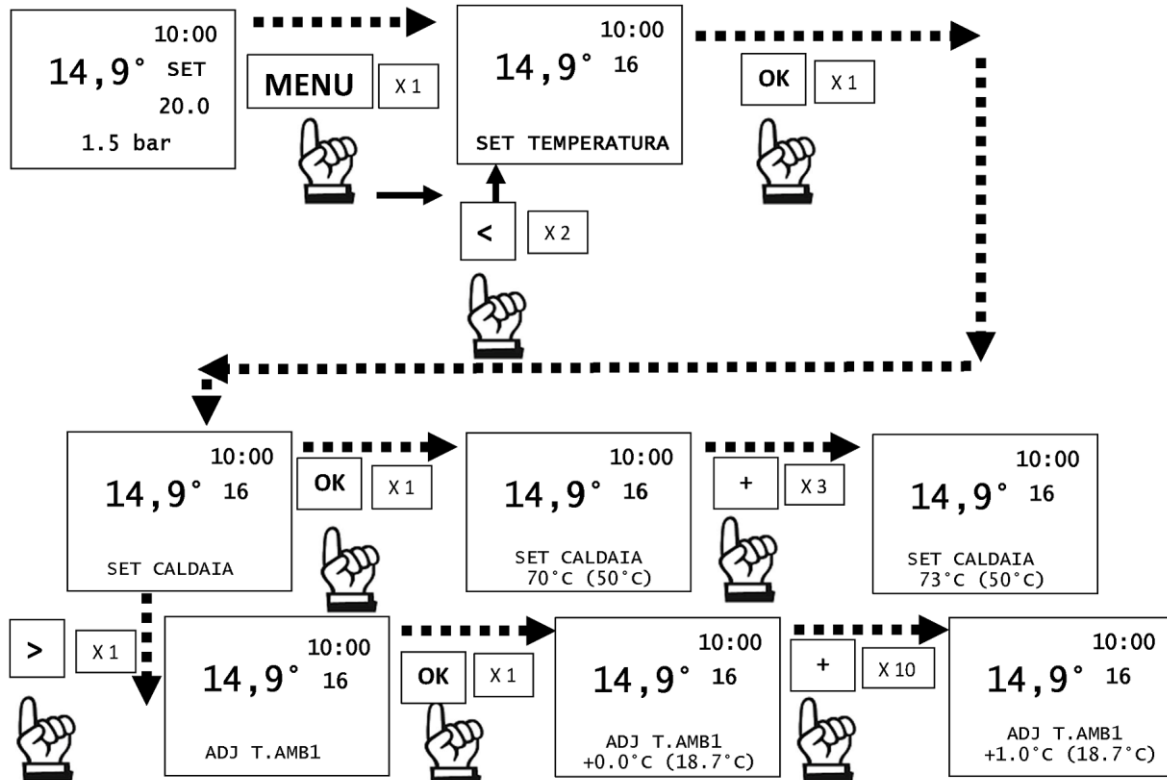 10:00
14,9° SET
20.0
1.5 bar
MENU X 1
10:00
14,9° 16
SET TEMPERATURA
OK X 1
< X 2
10:00
14,9° 16
SET CALDAIA
OK X 1
10:00
14,9° 16
SET CALDAIA
70°C (50°C)
+ X 3
10:00
14,9° 16
SET CALDAIA
73°C (50°C)
> X 1
10:00
14,9° 16
ADJ T.AMB1
OK X 1
10:00
14,9° 16
ADJ T.AMB1
+0.0°C (18.7°C)
+ X 10
10:00
14,9° 16
ADJ T.AMB1
+1.0°C (18.7°C)